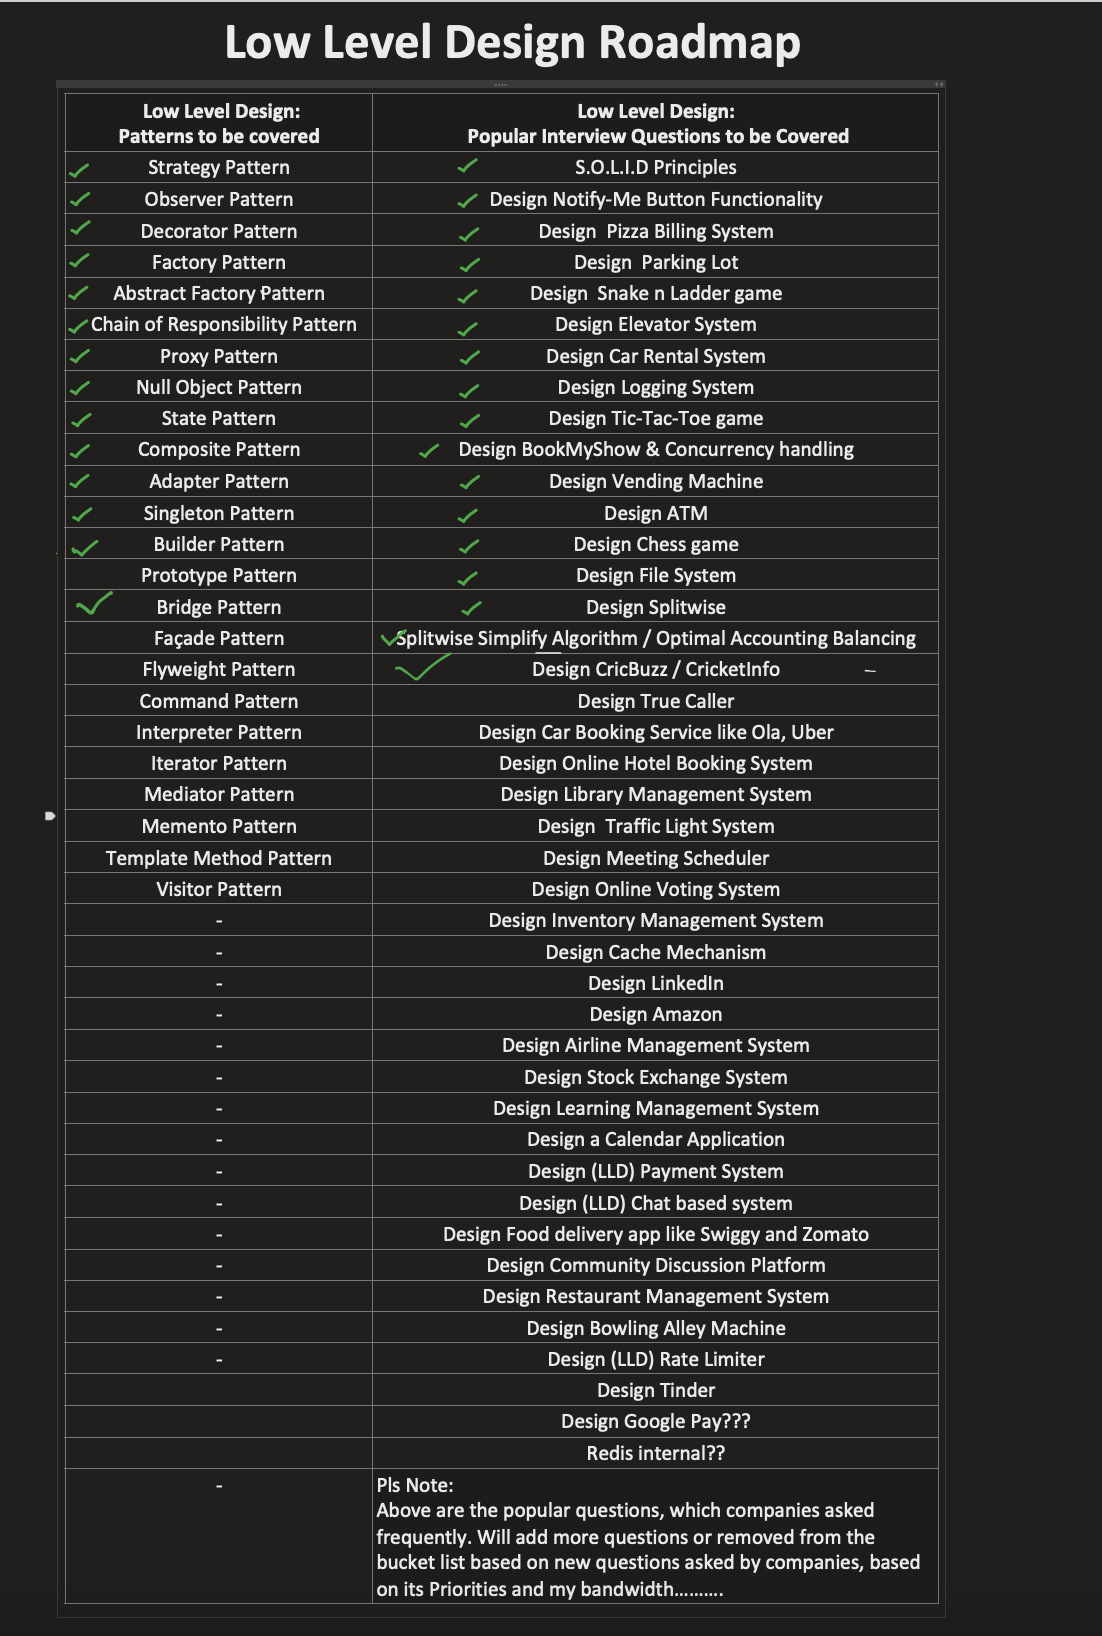 Low Level Design Roadmap
Low Level Design:
Patterns to be covered
Low Level Design:
Popular Interview Questions to be Covered
Strategy Pattern
S.O.L.I.D Principles
Observer Pattern
Design Notify-Me Button Functionality
Decorator Pattern
Design  Pizza Billing System
Factory Pattern
Design  Parking Lot
Abstract Factory Pattern
Design  Snake n Ladder game
Chain of Responsibility Pattern
Design Elevator System
Proxy Pattern
Design Car Rental System
Null Object Pattern
Design Logging System
State Pattern
Design Tic-Tac-Toe game
Composite Pattern
Design BookMyShow & Concurrency handling
Adapter Pattern
Design Vending Machine
Singleton Pattern
Design ATM
Builder Pattern
Design Chess game
Prototype Pattern
Design File System
Bridge Pattern
Design Splitwise
Façade Pattern
Splitwise Simplify Algorithm / Optimal Accounting Balancing
Flyweight Pattern
Design CricBuzz / CricketInfo
Command Pattern
Design True Caller
Interpreter Pattern
Design Car Booking Service like Ola, Uber
Iterator Pattern
Design Online Hotel Booking System
Mediator Pattern
Design Library Management System
Memento Pattern
Design  Traffic Light System
Template Method Pattern
Design Meeting Scheduler
Visitor Pattern
Design Online Voting System
-
Design Inventory Management System
-
Design Cache Mechanism
-
Design LinkedIn
-
Design Amazon
-
Design Airline Management System
-
Design Stock Exchange System
-
Design Learning Management System
-
Design a Calendar Application
-
Design (LLD) Payment System
-
Design (LLD) Chat based system
-
Design Food delivery app like Swiggy and Zomato
-
Design Community Discussion Platform
-
Design Restaurant Management System
-
Design Bowling Alley Machine
-
Design (LLD) Rate Limiter
Design Tinder
Design Google Pay???
Redis internal??
-
Pls Note:
Above are the popular questions, which companies asked
frequently. Will add more questions or removed from the
bucket list based on new questions asked by companies, based
on its Priorities and my bandwidth..........